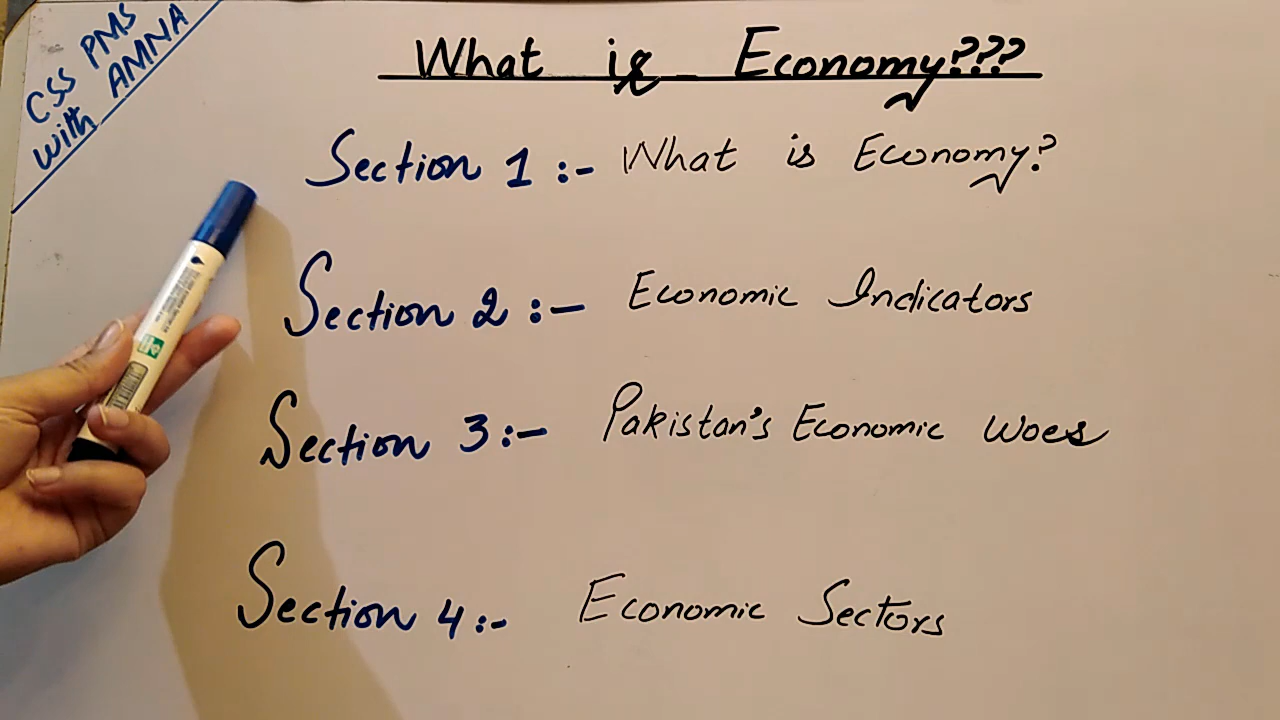 CSS PMS
with AMNA
What is Economy???
Section 1 :- What is Economy?
Section 2 :- Economic Indicators
Section 3 :- Pakistan's Economic Woes
Section 4 :- Economic Sectors